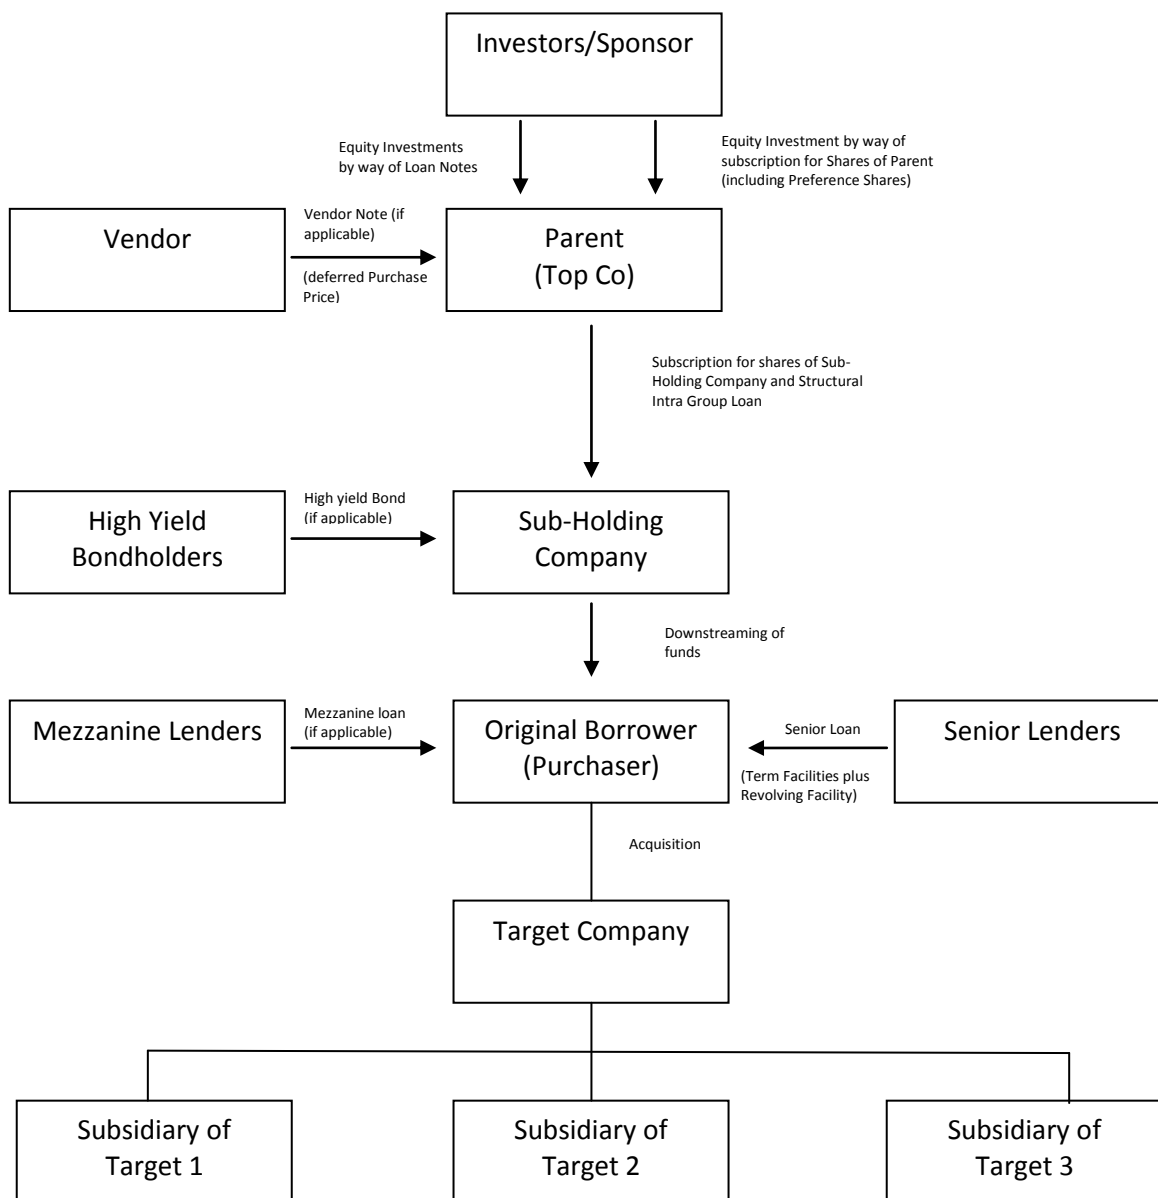 Investors/Sponsor
Equity Investments
by way of Loan Notes
Equity Investment by way of
subscription for Shares of Parent
(including Preference Shares)
Vendor
Vendor Note (if
applicable)
(deferred Purchase
Price)
Parent
(Top Co)
Subscription for shares of Sub-
Holding Company and Structural
Intra Group Loan
High Yield
Bondholders
High yield Bond
(if applicable)
Sub-Holding
Company
Downstreaming of
funds
Mezzanine Lenders
Mezzanine loan
(if applicable)
Original Borrower
(Purchaser)
Senior Loan
(Term Facilities plus
Revolving Facility)
Senior Lenders
Acquisition
Target Company
Subsidiary of
Target 1
Subsidiary of
Target 2
Subsidiary of
Target 3